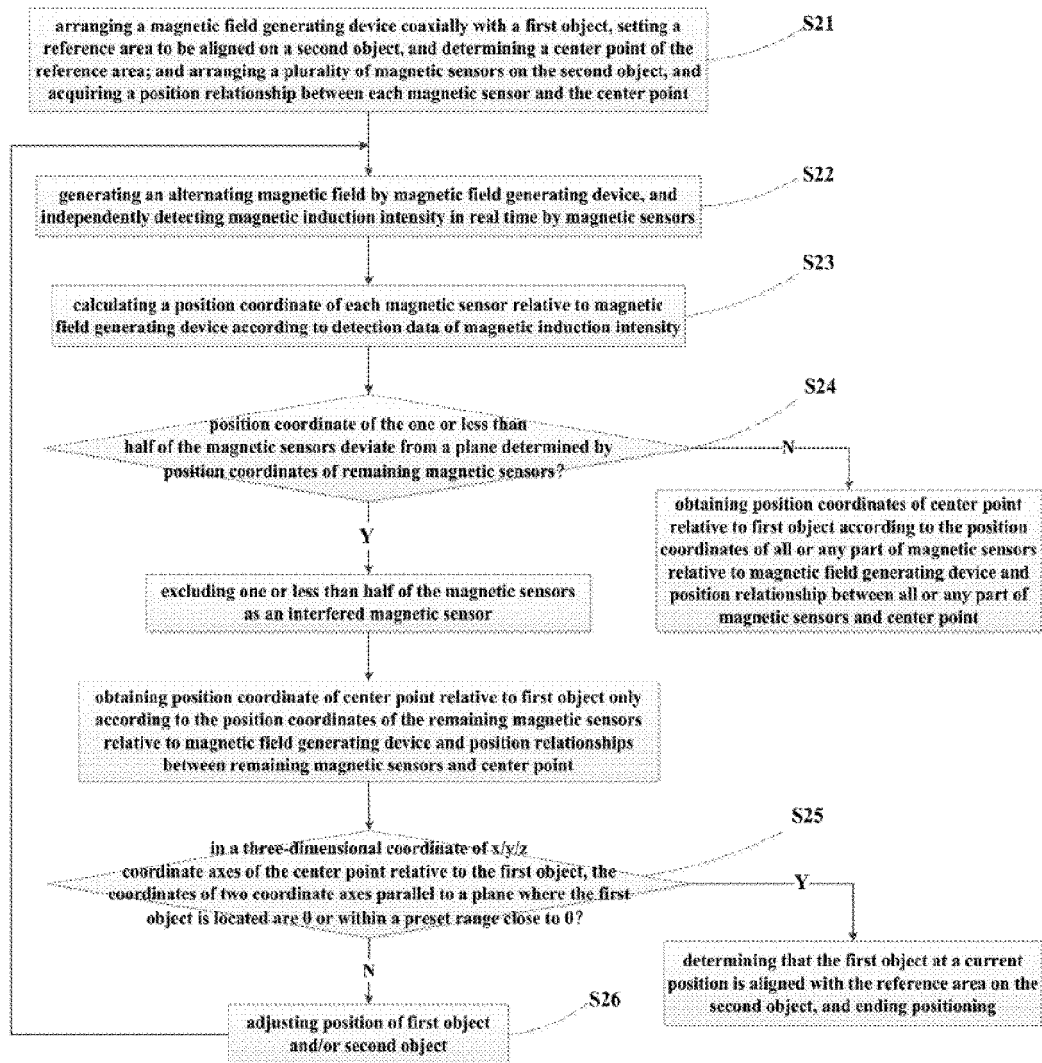 arranging a magnetic field generating device coaxially with a first object, setting a
reference area to be aligned on a second object, and determining a center point of the
reference area; and arranging a plurality of magnetic sensors on the second object, and
acquiring a position relationship between each magnetic sensor and the center point
S21
generating an alternating magnetic field by magnetic field generating device, and
independently detecting magnetic induction intensity in real time by magnetic sensors
S22
calculating a position coordinate of each magnetic sensor relative to magnetic
field generating device according to detection data of magnetic induction intensity
S23
position coordinate of the one or less than
half of the magnetic sensors deviate from a plane determined by
position coordinates of remaining magnetic sensors?
S24
N
obtaining position coordinates of center point
relative to first object according to the position
coordinates of all or any part of magnetic sensors
relative to magnetic field generating device and
position relationship between all or any part of
magnetic sensors and center point
Y
excluding one or less than half of the magnetic sensors
as an interfered magnetic sensor
obtaining position coordinate of center point relative to first object only
according to the position coordinates of the remaining magnetic sensors
relative to magnetic field generating device and position relationships
between remaining magnetic sensors and center point
in a three-dimensional coordinate of x/y/z
coordinate axes of the center point relative to the first object, the
coordinates of two coordinate axes parallel to a plane where the first
object is located are 0 or within a preset range close to 0?
S25
Y
determining that the first object at a current
position is aligned with the reference area on the
second object, and ending positioning
N
adjusting position of first object
and/or second object
S26